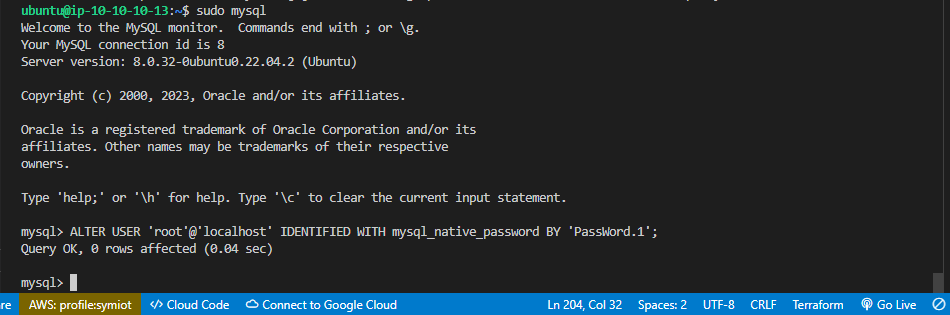 ubuntu@ip-10-10-10-13:~$ sudo mysql
Welcome to the MySQL monitor.  Commands end with ; or \g.
Your MySQL connection id is 8
Server version: 8.0.32-0ubuntu0.22.04.2 (Ubuntu)
Copyright (c) 2000, 2023, Oracle and/or its affiliates.
Oracle is a registered trademark of Oracle Corporation and/or its
affiliates. Other names may be trademarks of their respective
owners.
Type 'help;' or '\h' for help. Type '\c' to clear the current input statement.
mysql> ALTER USER 'root'@'localhost' IDENTIFIED WITH mysql_native_password BY 'PassWord.1';
Query OK, 0 rows affected (0.04 sec)
mysql>
re AWS: profile:symiot Cloud Code Connect to Google Cloud Ln 204, Col 32 Spaces: 2 UTF-8 CRLF Terraform Go Live